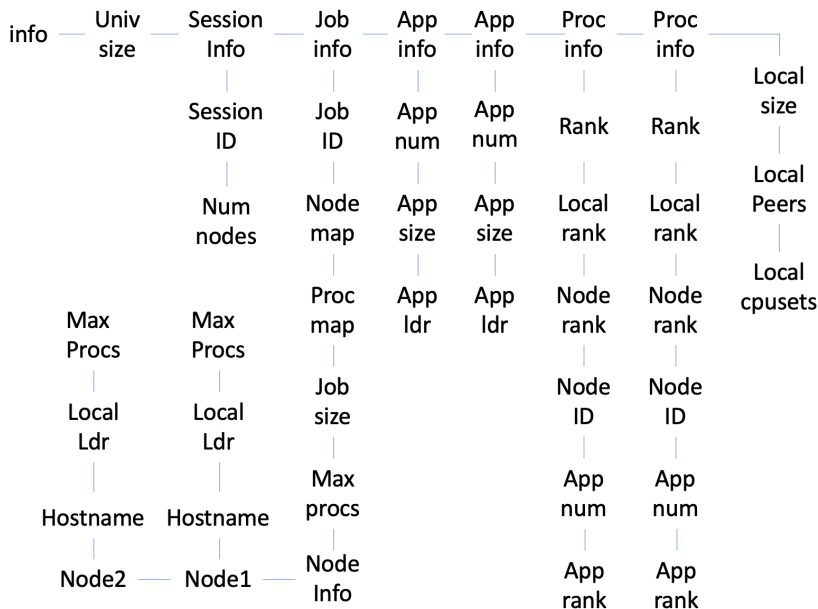 info
Univ
size
Session
Info
Job
info
App
info
App
info
Proc
info
Proc
info
Local
size
Local
Peers
Local
cpusets
Session
ID
Num
nodes
Job
ID
Node
map
Proc
map
Job
size
Max
procs
Node
Info
App
num
App
size
App
ldr
App
num
App
size
App
ldr
Rank
Local
rank
Node
rank
Node
ID
App
num
App
rank
Rank
Local
rank
Node
rank
Node
ID
App
num
App
rank
Max
Procs
Local
Ldr
Hostname
Node2
Max
Procs
Local
Ldr
Hostname
Node1